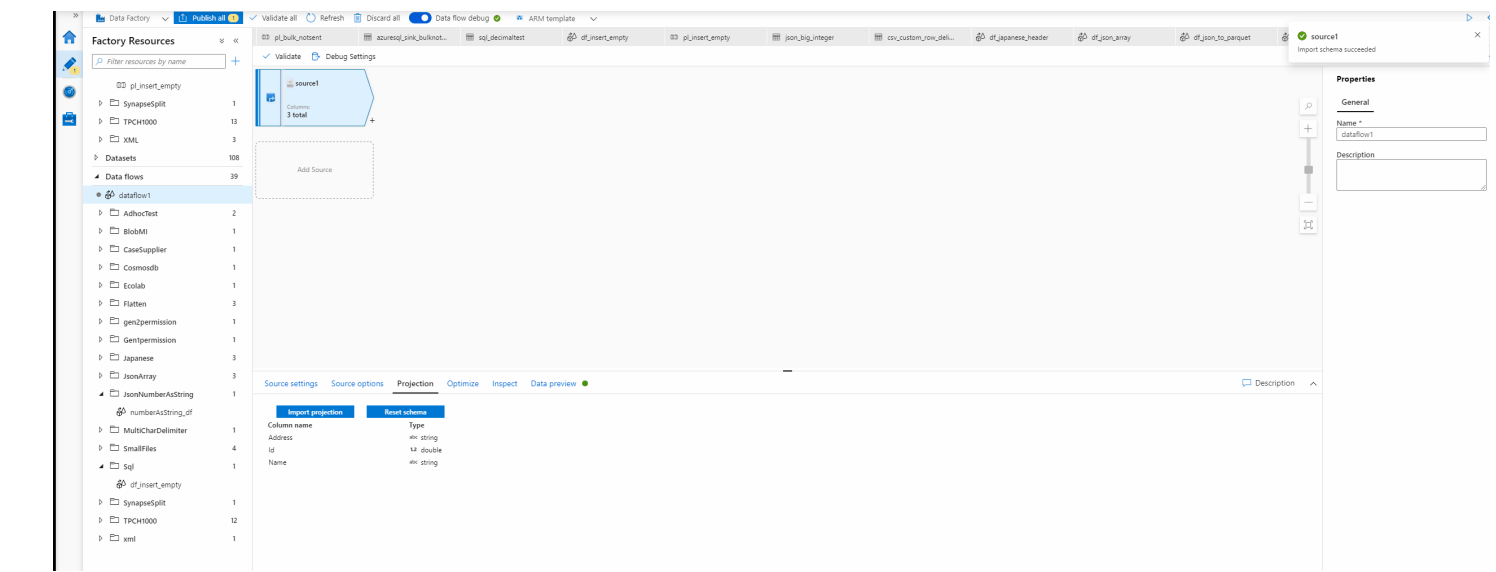 Data Factory Publish all 1 Validate all Refresh Discard all Data flow debug ARM template
Factory Resources
Filter resources by name
pl_insert_empty
SynapseSplit 1
TPCH1000 13
XML 3
Datasets 108
Data flows 39
dataflow1
AdhocTest 2
BlobMI 1
CaseSupplier 1
Cosmosdb 1
Ecolab 1
Flatten 3
gen2permission 1
Gen1permission 1
Japanese 3
JsonArray 3
JsonNumberAsString 1
numberAsString_df
MultiCharDelimiter 1
SmallFiles 4
Sql 1
df_insert_empty
SynapseSplit 1
TPCH1000 12
xml 1
pl_bulk_notsent azuresql_sink_bulknot... sql_decimaltest df_insert_empty pl_insert_empty json_big_integer csv_custom_row_deli... df_japanese_header df_json_array df_json_to_parquet
Validate Debug Settings
source1
Columns:
3 total
+
Add Source
source1
Import schema succeeded
Properties
General
Name *
dataflow1
Description
Source settings Source options Projection Optimize Inspect Data preview Description
Import projection Reset schema
Column name Type
Address abc string
Id 1.2 double
Name abc string